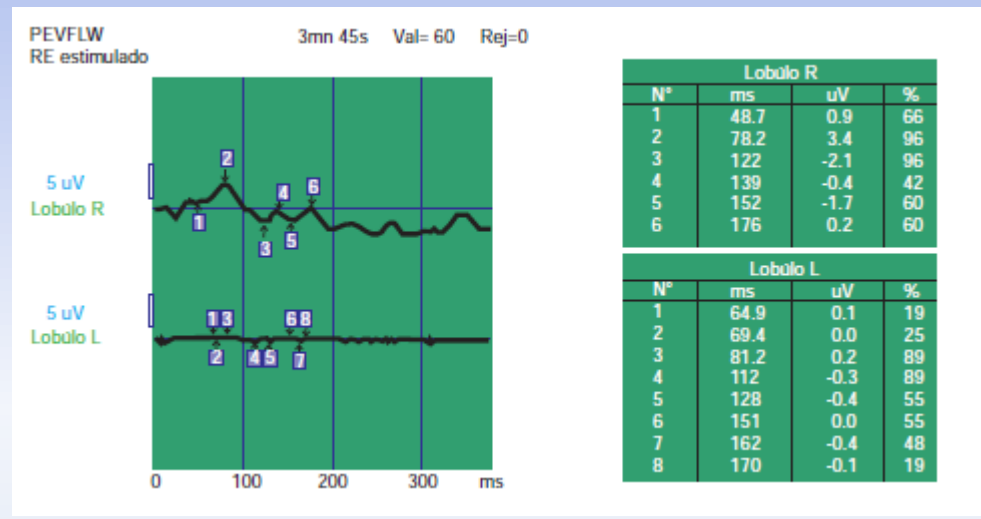 PEVFLW
3mn 45s Val= 60 Rej=0
RE estimulado
5 uV
Lobúlo R
1
2
3
4
5
6
5 uV
Lobúlo L
1 3
2
4 5
6 8
7
0 100 200 300 ms
Lobúlo R
N° ms uV %
1 48.7 0.9 66
2 78.2 3.4 96
3 122 -2.1 96
4 139 -0.4 42
5 152 -1.7 60
6 176 0.2 60
Lobúlo L
N° ms uV %
1 64.9 0.1 19
2 69.4 0.0 25
3 81.2 0.2 89
4 112 -0.3 89
5 128 -0.4 55
6 151 0.0 55
7 162 -0.4 48
8 170 -0.1 19